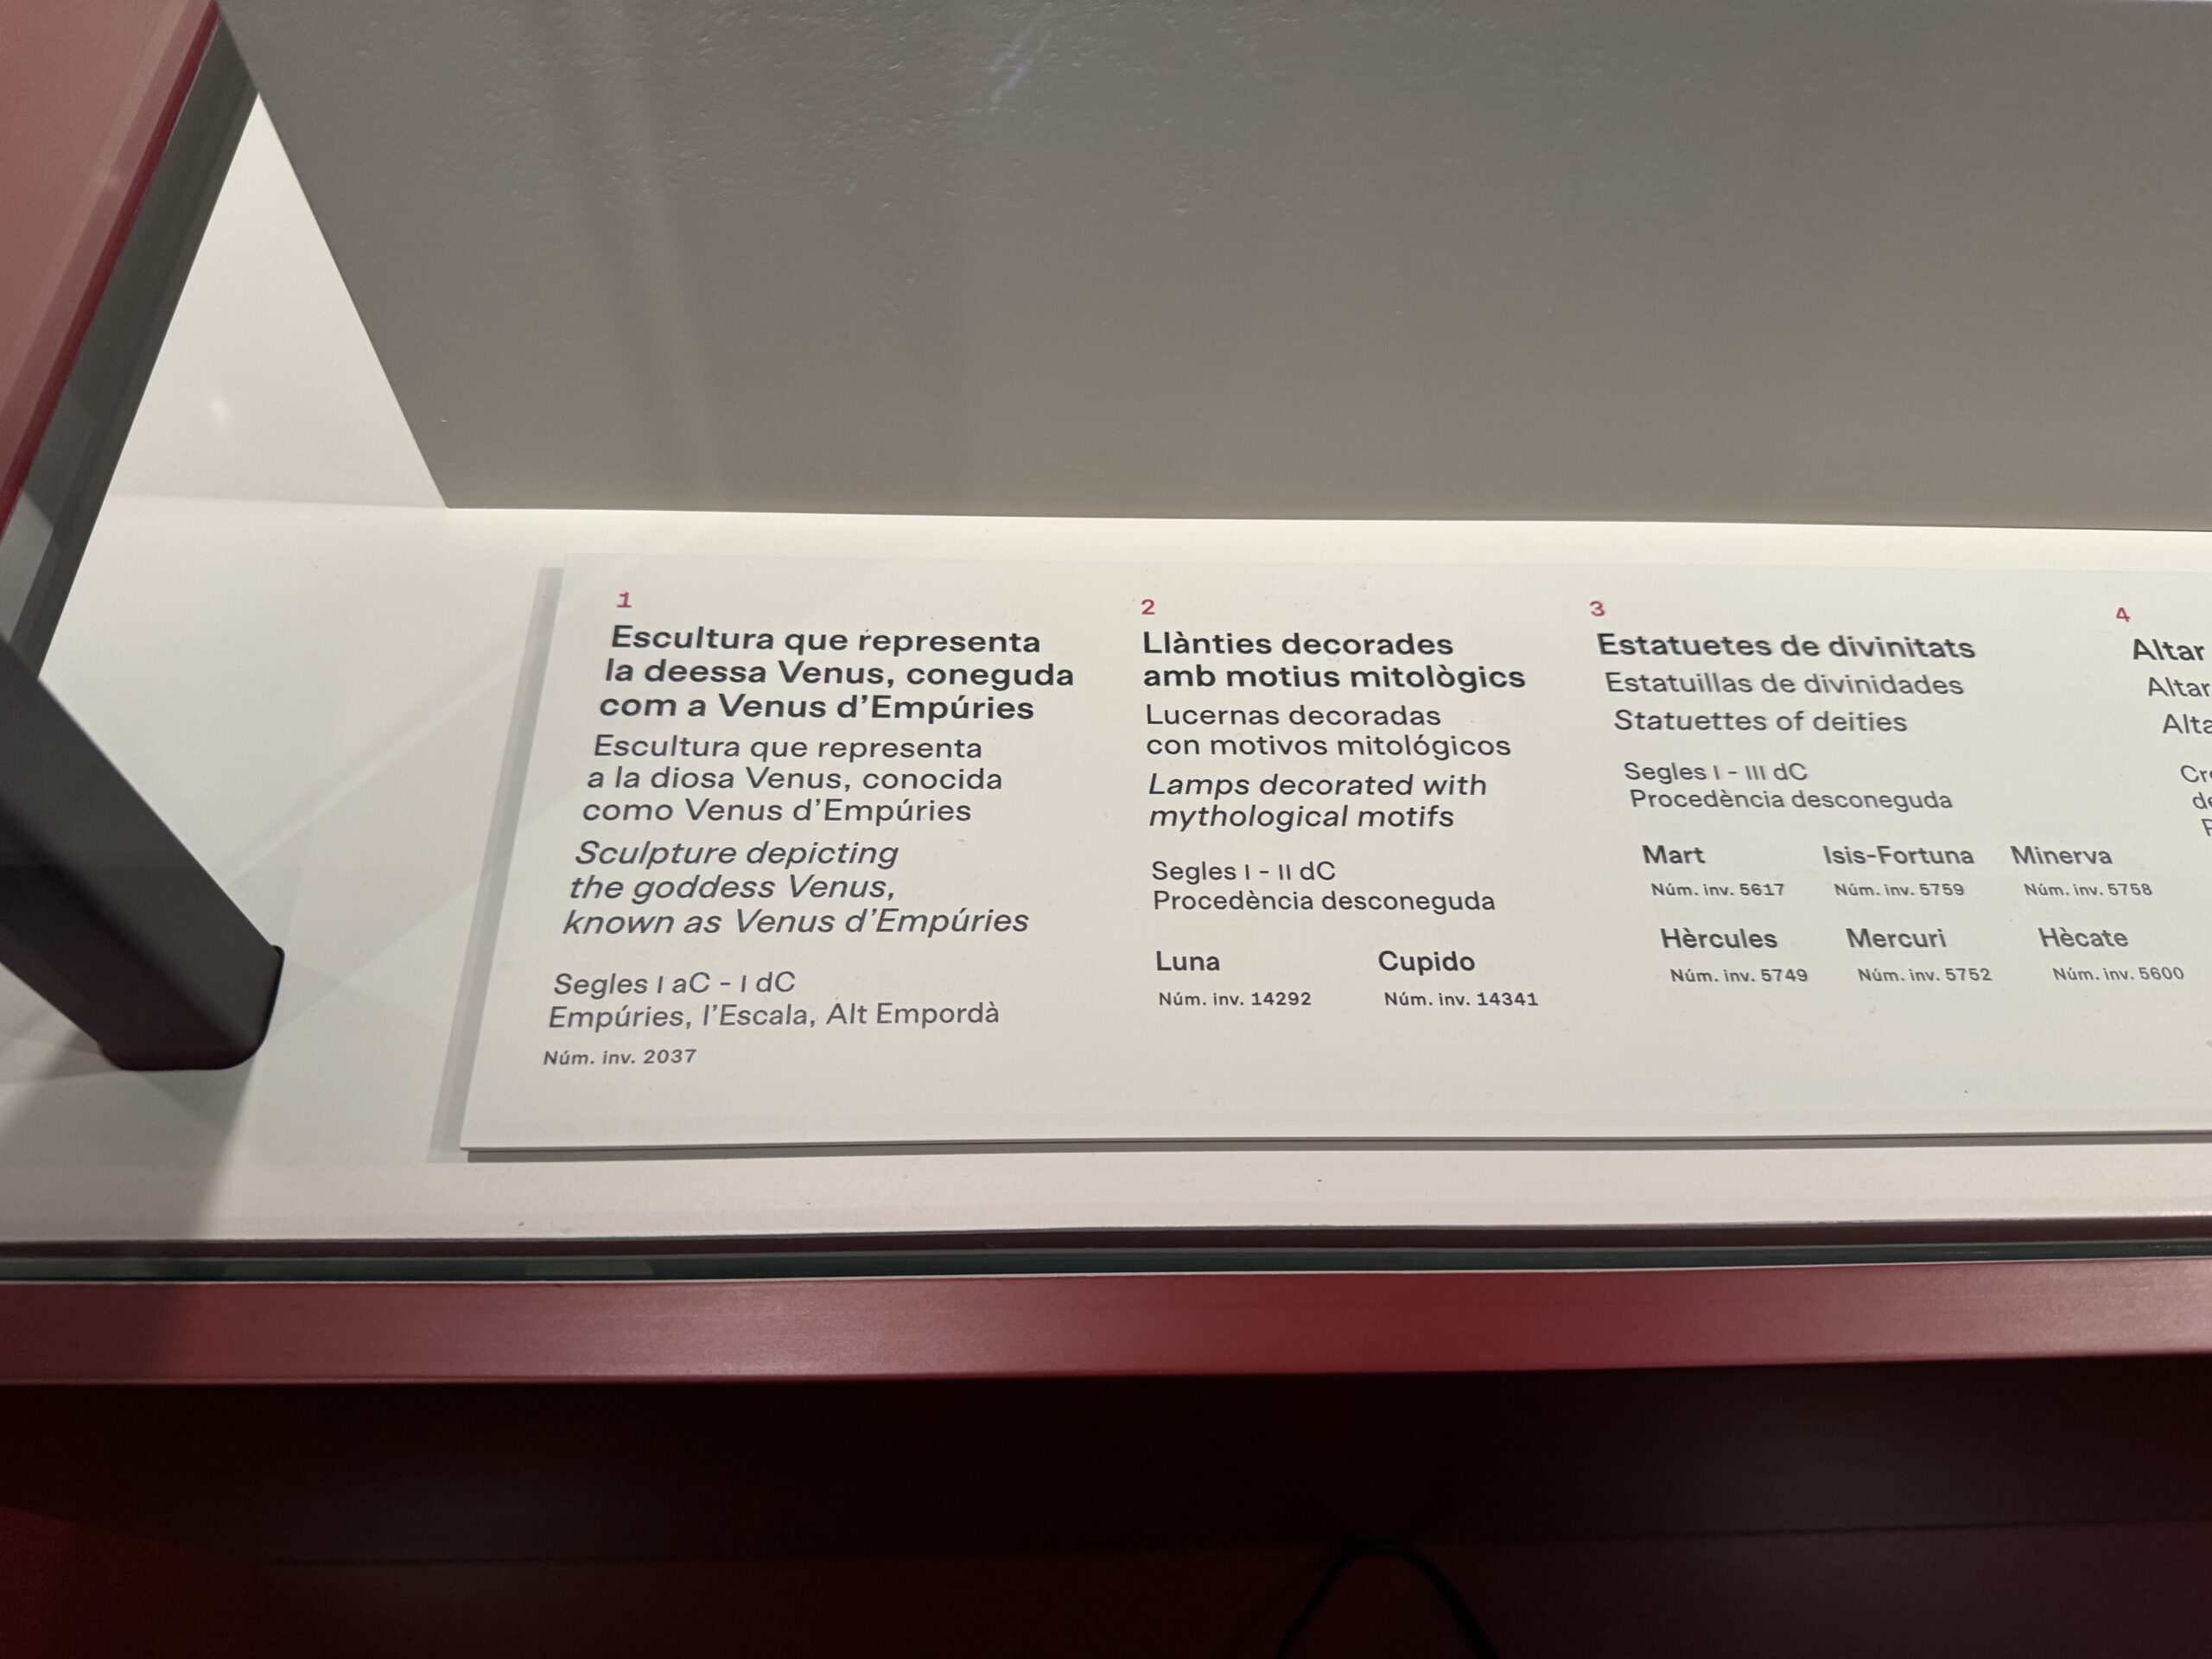 1
Escultura que representa
la deessa Venus, coneguda
com a Venus d'Empúries
Escultura que representa
a la diosa Venus, conocida
como Venus d'Empúries
Sculpture depicting
the goddess Venus,
known as Venus d'Empúries
Segles I aC - I dC
Empúries, l'Escala, Alt Empordà
Núm. inv. 2037
2
Llànties decorades
amb motius mitològics
Lucernas decoradas
con motivos mitológicos
Lamps decorated with
mythological motifs
Segles I - II dC
Procedència desconeguda
Luna Cupido
Núm. inv. 14292 Núm. inv. 14341
3
Estatuetes de divinitats
Estatuillas de divinidades
Statuettes of deities
Segles I - III dC
Procedència desconeguda
Mart Isis-Fortuna Minerva
Núm. inv. 5617 Núm. inv. 5759 Núm. inv. 5758
Hèrcules Mercuri Hècate
Núm. inv. 5749 Núm. inv. 5752 Núm. inv. 5600
4
Altar
Altar